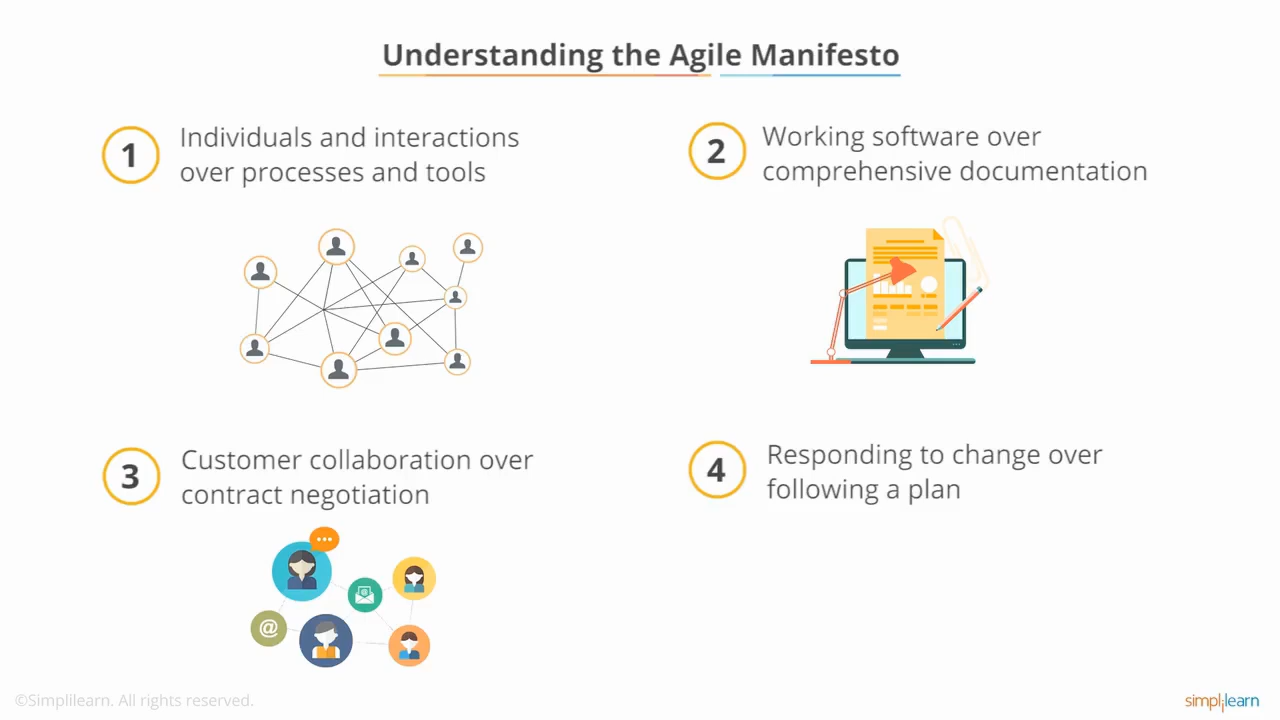 Understanding the Agile Manifesto
1
Individuals and interactions
over processes and tools
2
Working software over
comprehensive documentation
3
Customer collaboration over
contract negotiation
4
Responding to change over
following a plan
@
@
©Simplilearn. All rights reserved.
simplilearn